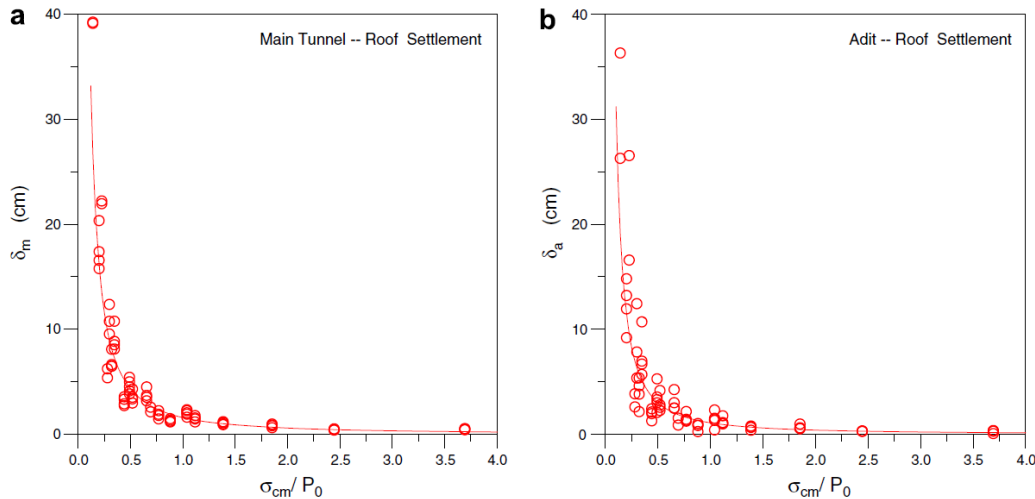 a
Main Tunnel -- Roof Settlement
40
30
20
10
0
δm (cm)
0.0 0.5 1.0 1.5 2.0 2.5 3.0 3.5 4.0
σcm/ P0
b
Adit -- Roof Settlement
40
30
20
10
0
δa (cm)
0.0 0.5 1.0 1.5 2.0 2.5 3.0 3.5 4.0
σcm/ P0